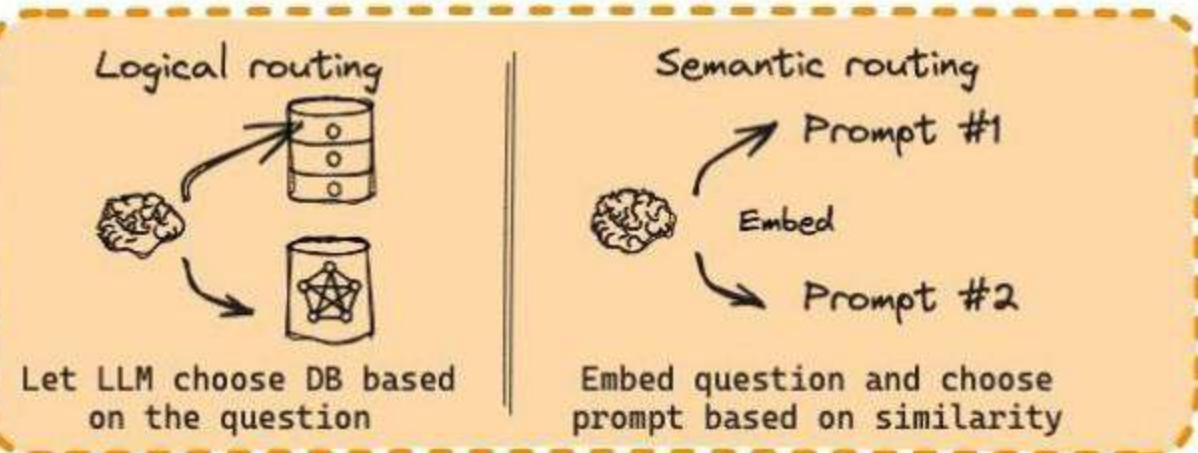 Logical routing
Let LLM choose DB based
on the question
Semantic routing
Prompt #1
Embed
Prompt #2
Embed question and choose
prompt based on similarity